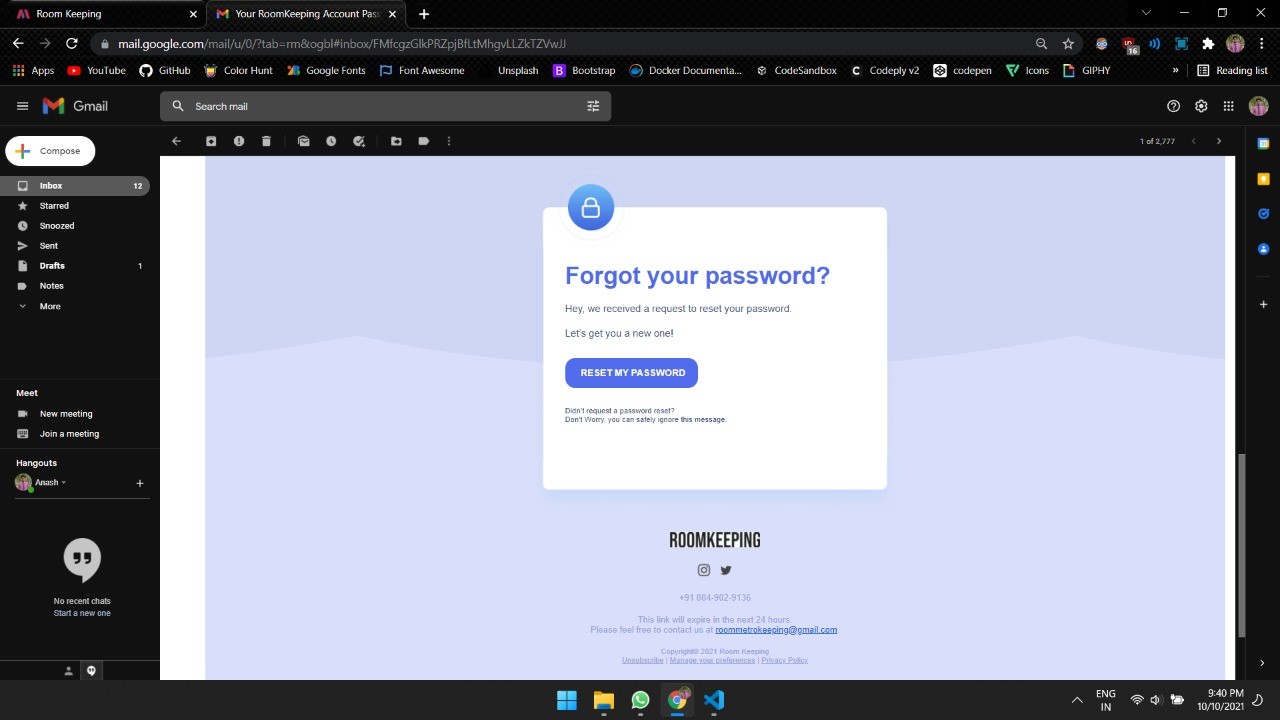 Room Keeping
Your RoomKeeping Account Pass
mail.google.com/mail/u/0/?tab=rm&ogbl#inbox/FMfcgzGlkPRZpjBfLtMhgvLLZkTZVwJJ
16
Apps
YouTube
GitHub
Color Hunt
Google Fonts
Font Awesome
Unsplash
Bootstrap
Docker Documenta...
CodeSandbox
Codeply v2
codepen
Icons
GIPHY
»
Reading list
Gmail
Search mail
Compose
1 of 2,777
Inbox 12
Starred
Snoozed
Sent
Drafts 1
Notes
More
Meet
New meeting
Join a meeting
Hangouts
Anash
No recent chats
Start a new one
Forgot your password?
Hey, we received a request to reset your password.
Let's get you a new one!
RESET MY PASSWORD
Didn't request a password reset?
Don't Worry, you can safely ignore this message.
ROOMKEEPING
+91 884-902-9136
This link will expire in the next 24 hours.
Please feel free to contact us at roommetrokeeping@gmail.com
Copyright© 2021 Room Keeping
Unsubscribe | Manage your preferences | Privacy Policy
ENG
IN
9:40 PM
10/10/2021